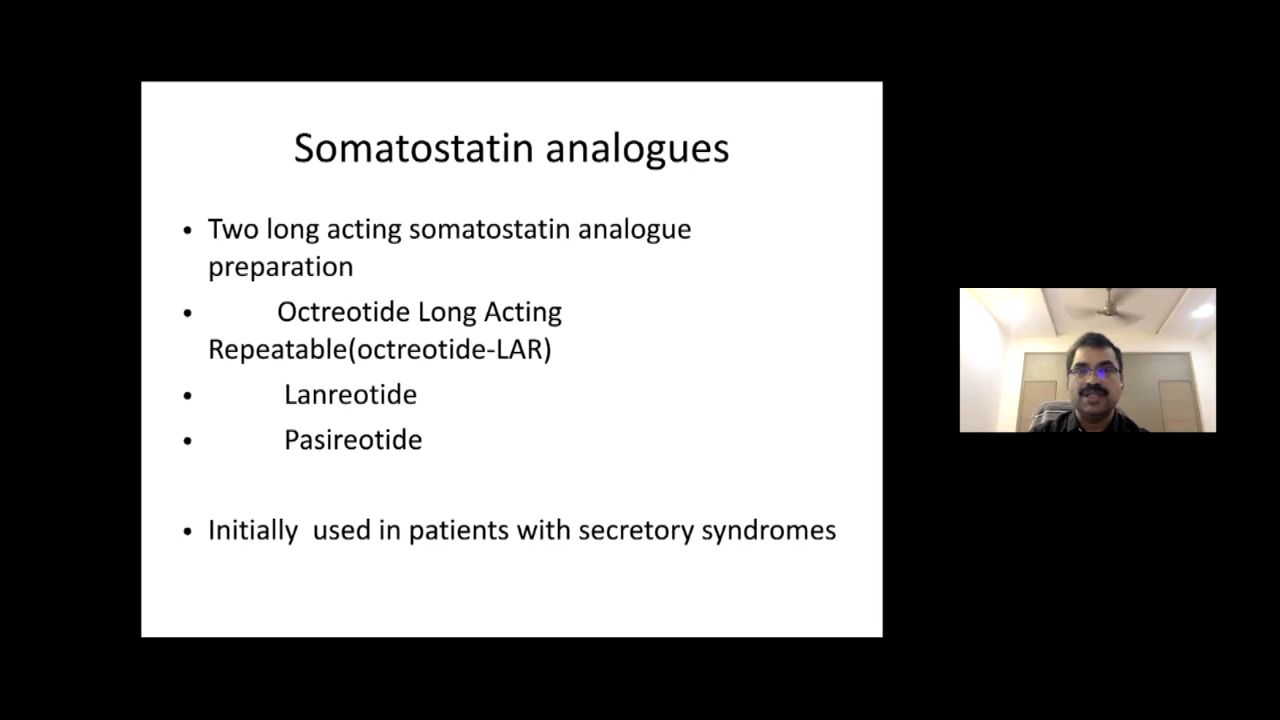 Somatostatin analogues
• Two long acting somatostatin analogue
preparation
• Octreotide Long Acting
Repeatable(octreotide-LAR)
• Lanreotide
• Pasireotide
• Initially used in patients with secretory syndromes